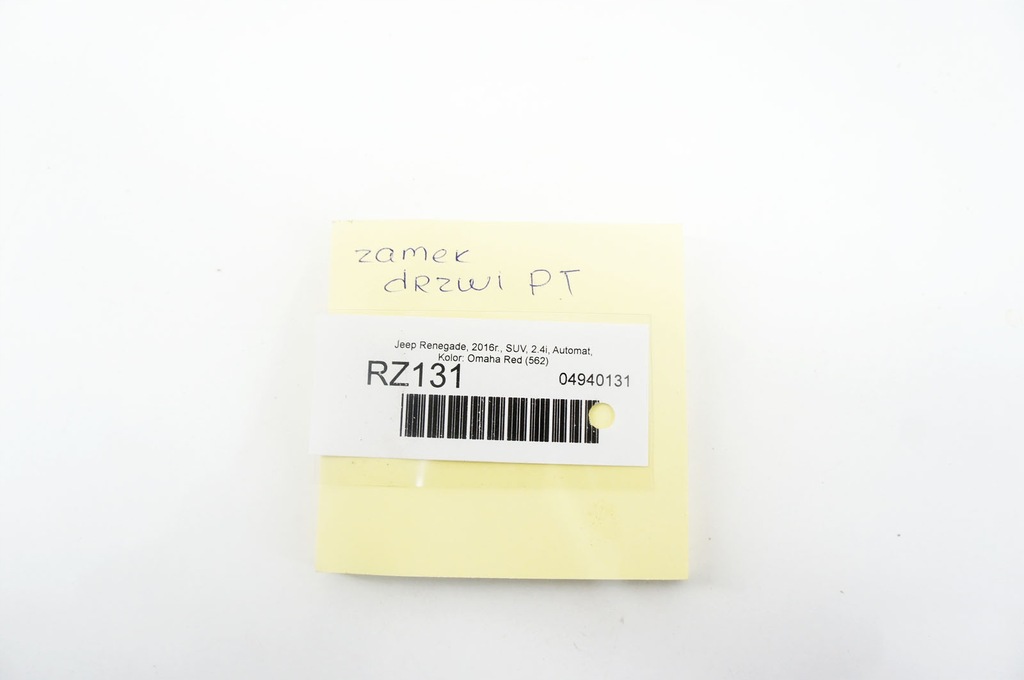 zamek
drzwi PT
Jeep Renegade, 2016r., SUV, 2.4i, Automat,
Kolor: Omaha Red (562)
RZ131 04940131